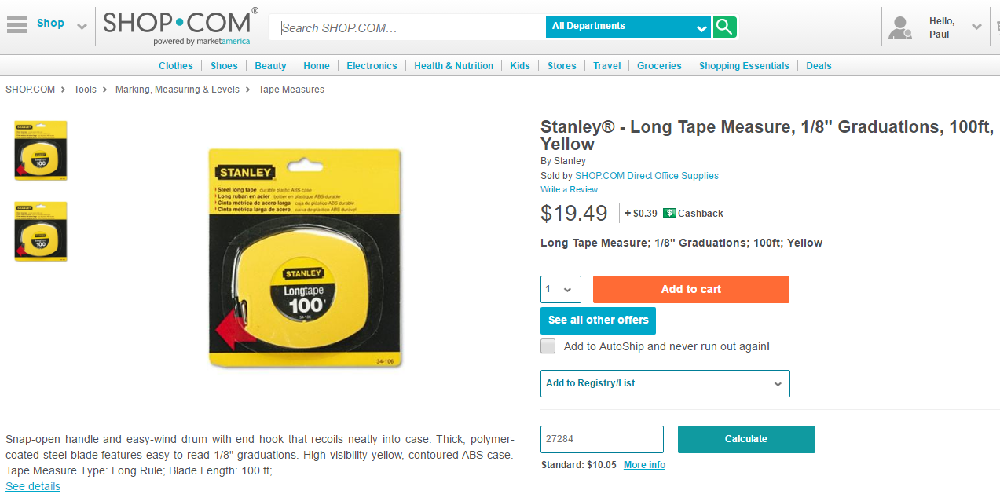 Shop
SHOP•COM®
powered by marketamerica
Search SHOP.COM…
All Departments
Hello,
Paul
Clothes
Shoes
Beauty
Home
Electronics
Health & Nutrition
Kids
Stores
Travel
Groceries
Shopping Essentials
Deals
SHOP.COM > Tools > Marking, Measuring & Levels > Tape Measures
STANLEY
Steel long tape durable plastic ABS case
Long ruban en acier boîtier en plastique ABS durable
Cinta métrica de acero larga caja de plástico ABS durable
Cinta métrica larga de acero caixa de plástico ABS durável
STANLEY
Longtape
100'
34-106
34-106
Stanley® - Long Tape Measure, 1/8" Graduations, 100ft,
Yellow
By Stanley
Sold by SHOP.COM Direct Office Supplies
Write a Review
$19.49
+ $0.39 $ Cashback
Long Tape Measure; 1/8" Graduations; 100ft; Yellow
1
Add to cart
See all other offers
Add to AutoShip and never run out again!
Add to Registry/List
27284
Calculate
Standard: $10.05 More info
Snap-open handle and easy-wind drum with end hook that recoils neatly into case. Thick, polymer-
coated steel blade features easy-to-read 1/8" graduations. High-visibility yellow, contoured ABS case.
Tape Measure Type: Long Rule; Blade Length: 100 ft;...
See details